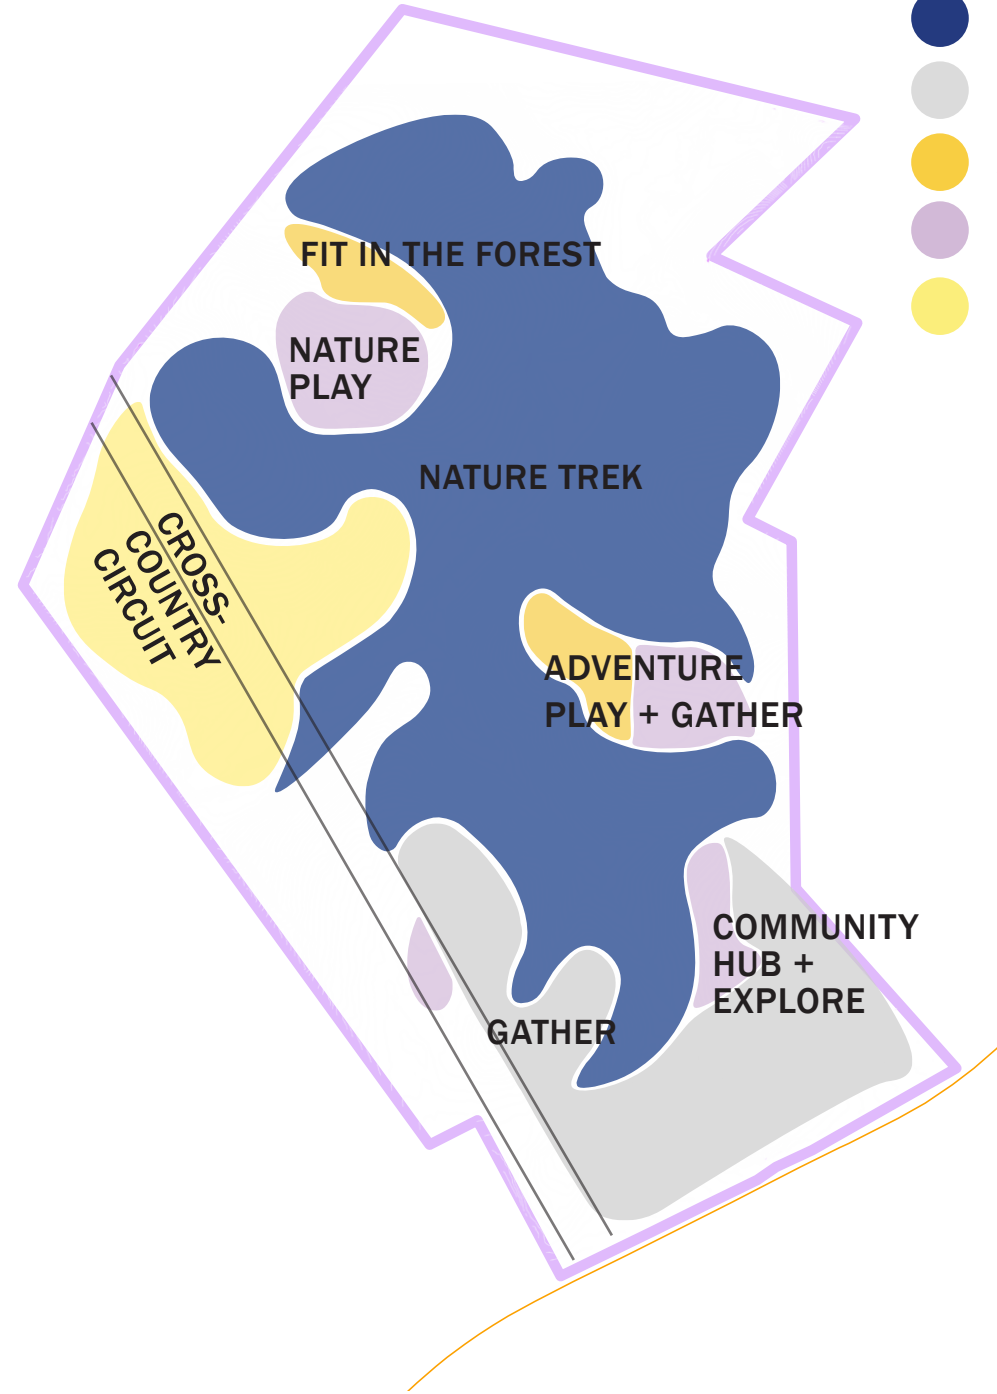 FIT IN THE FOREST
NATURE
PLAY
NATURE TREK
CROSS-
COUNTRY
CIRCUIT
ADVENTURE
PLAY + GATHER
COMMUNITY
HUB +
EXPLORE
GATHER